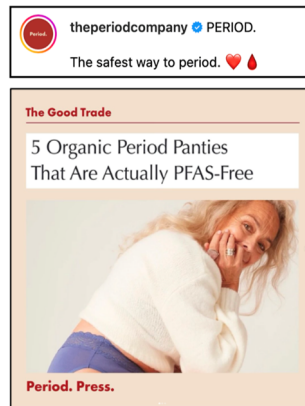 Period.
theperiodcompany PERIOD.
The safest way to period. ❤️🩸
The Good Trade
5 Organic Period Panties
That Are Actually PFAS-Free
Period. Press.